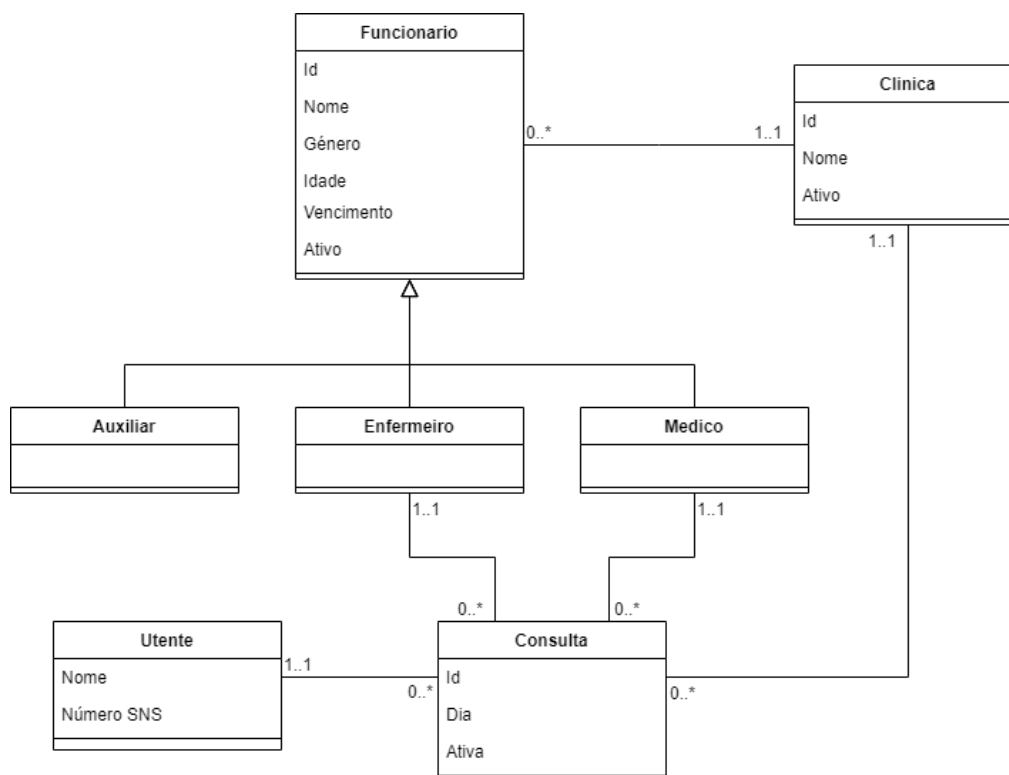 Funcionario
Id
Nome
Género
Idade
Vencimento
Ativo
0..*
1..1
Clinica
Id
Nome
Ativo
1..1
Auxiliar
Enfermeiro
Medico
1..1
1..1
0..*
0..*
Utente
Nome
Número SNS
1..1
0..*
Consulta
Id
Dia
Ativa
0..*